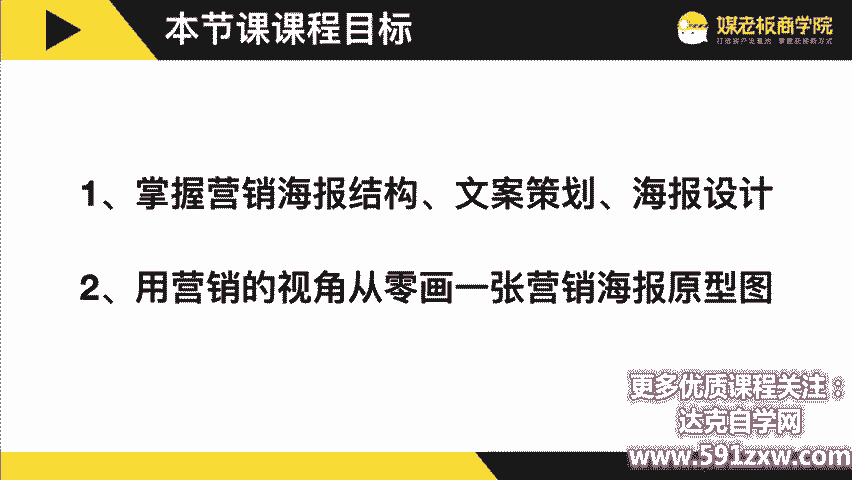 本节课课程目标
媒老板商学院
1、掌握营销海报结构、文案策划、海报设计
2、用营销的视角从零画一张营销海报原型图
更多优质课程关注：
达克自学网
www.591zxw.com